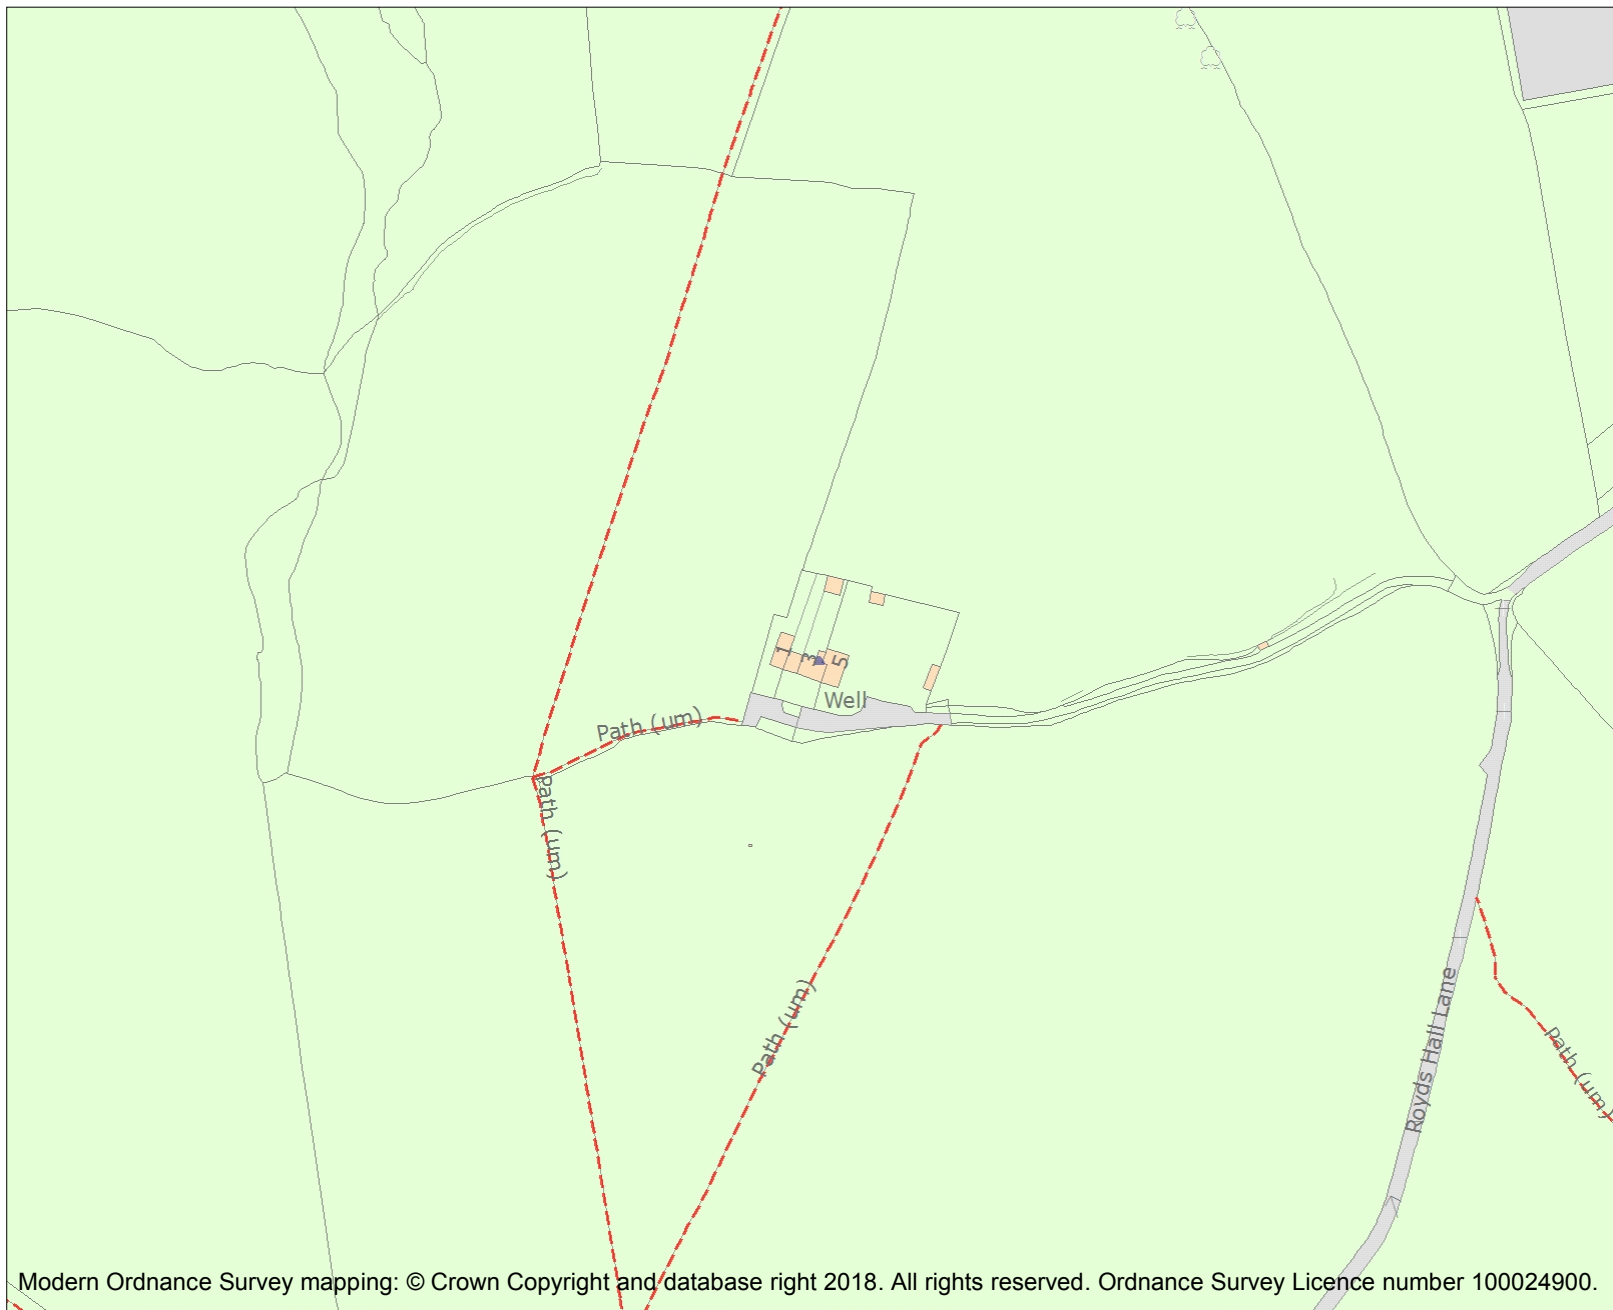 1
3
5
Well
Path (um)
Path (um)
Path (um)
Royds Hall Lane
Path (um)
Modern Ordnance Survey mapping: © Crown Copyright and database right 2018. All rights reserved. Ordnance Survey Licence number 100024900.